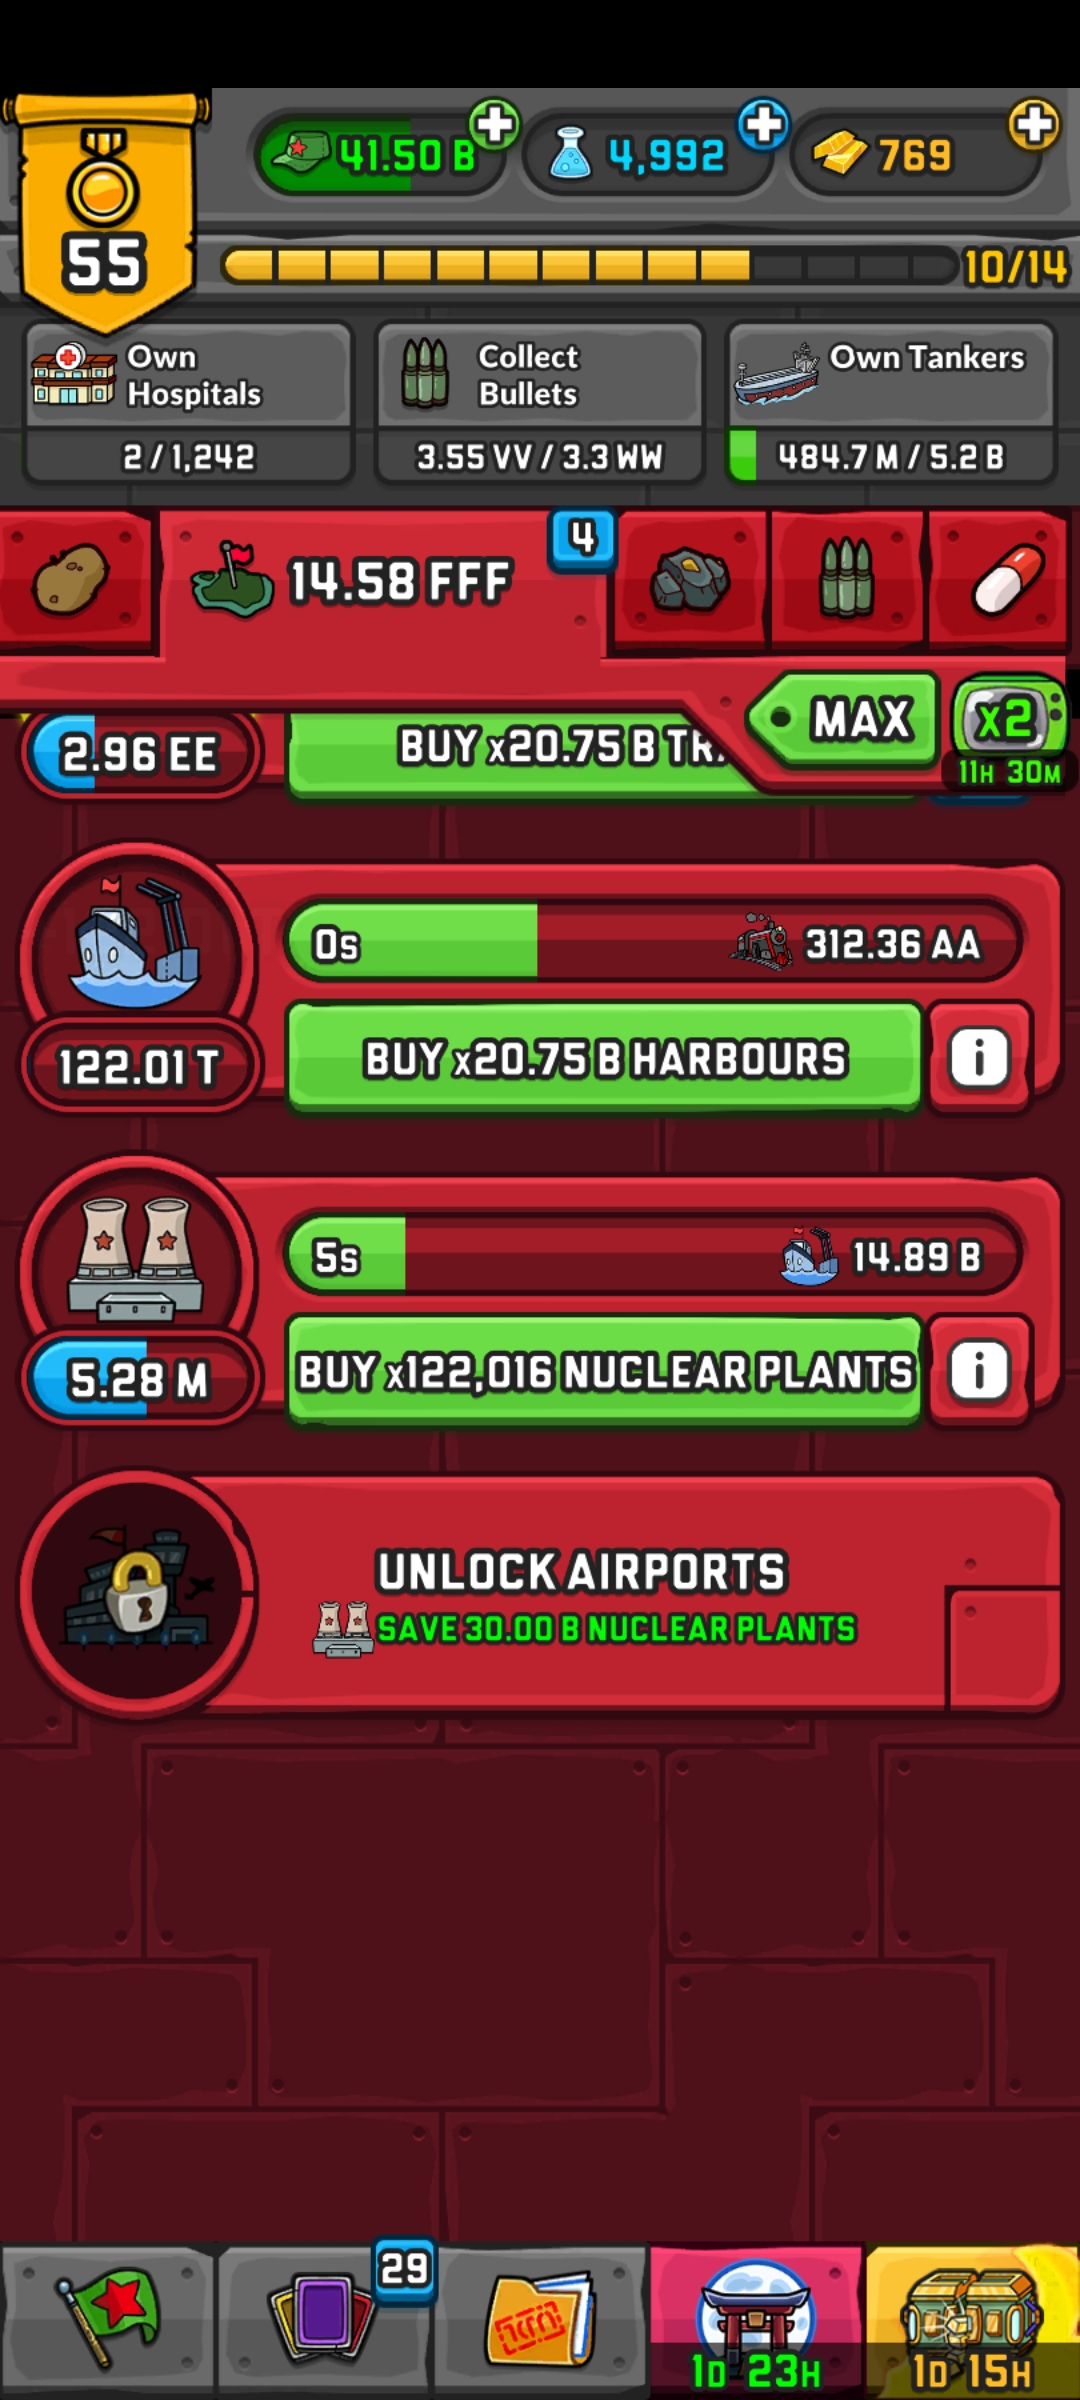 41.50 B
4,992
769
55
10/14
Own
Hospitals
2 / 1,242
Collect
Bullets
3.55 VV / 3.3 WW
Own Tankers
484.7 M / 5.2 B
14.58 FFF
4
MAX
x2
11H 30M
2.96 EE
BUY x20.75 B
0s
312.36 AA
122.01 T
BUY x20.75 B HARBOURS
i
5s
14.89 B
5.28 M
BUY x122,016 NUCLEAR PLANTS
i
UNLOCK AIRPORTS
SAVE 30.00 B NUCLEAR PLANTS
29
1D 23H
1D 15H